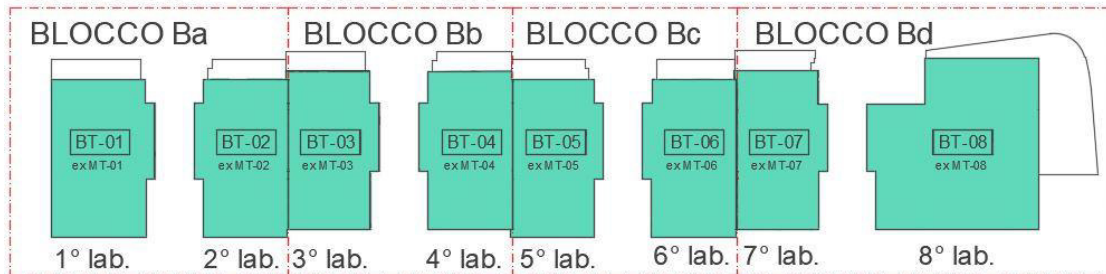 BLOCCO Ba BLOCCO Bb BLOCCO Bc BLOCCO Bd
BT-01 BT-02 BT-03 BT-04 BT-05 BT-06 BT-07 BT-08
exMT-01 exMT-02 exMT-03 exMT-04 exMT-05 exMT-06 exMT-07 exMT-08
1° lab. 2° lab. 3° lab. 4° lab. 5° lab. 6° lab. 7° lab. 8° lab.